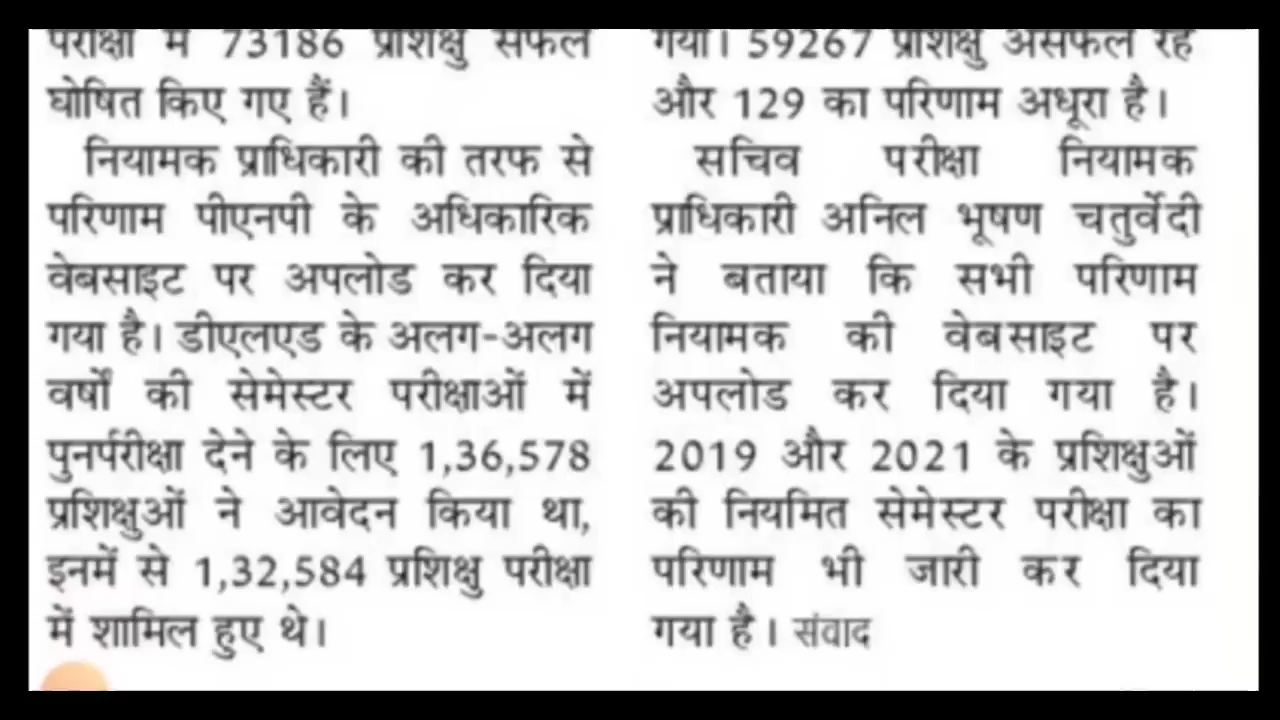 परीक्षा में 73186 प्रशिक्षु सफल
घोषित किए गए हैं।
नियामक प्राधिकारी की तरफ से
परिणाम पीएनपी के अधिकारिक
वेबसाइट पर अपलोड कर दिया
गया है। डीएलएड के अलग-अलग
वर्षों की सेमेस्टर परीक्षाओं में
पुनर्परीक्षा देने के लिए 1,36,578
प्रशिक्षुओं ने आवेदन किया था,
इनमें से 1,32,584 प्रशिक्षु परीक्षा
में शामिल हुए थे।
गया। 59267 प्रशिक्षु असफल रहे
और 129 का परिणाम अधूरा है।
सचिव परीक्षा नियामक
प्राधिकारी अनिल भूषण चतुर्वेदी
ने बताया कि सभी परिणाम
नियामक की वेबसाइट पर
अपलोड कर दिया गया है।
2019 और 2021 के प्रशिक्षुओं
की नियमित सेमेस्टर परीक्षा का
परिणाम भी जारी कर दिया
गया है। संवाद